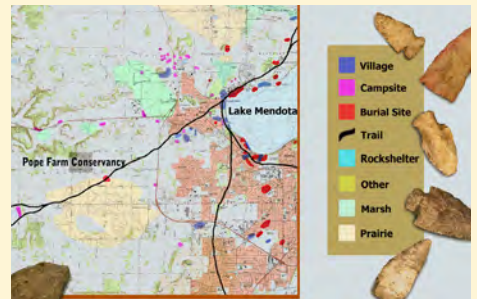 Lake Mendota
Pope Farm Conservancy
Village
Campsite
Burial Site
Trail
Rockshelter
Other
Marsh
Prairie